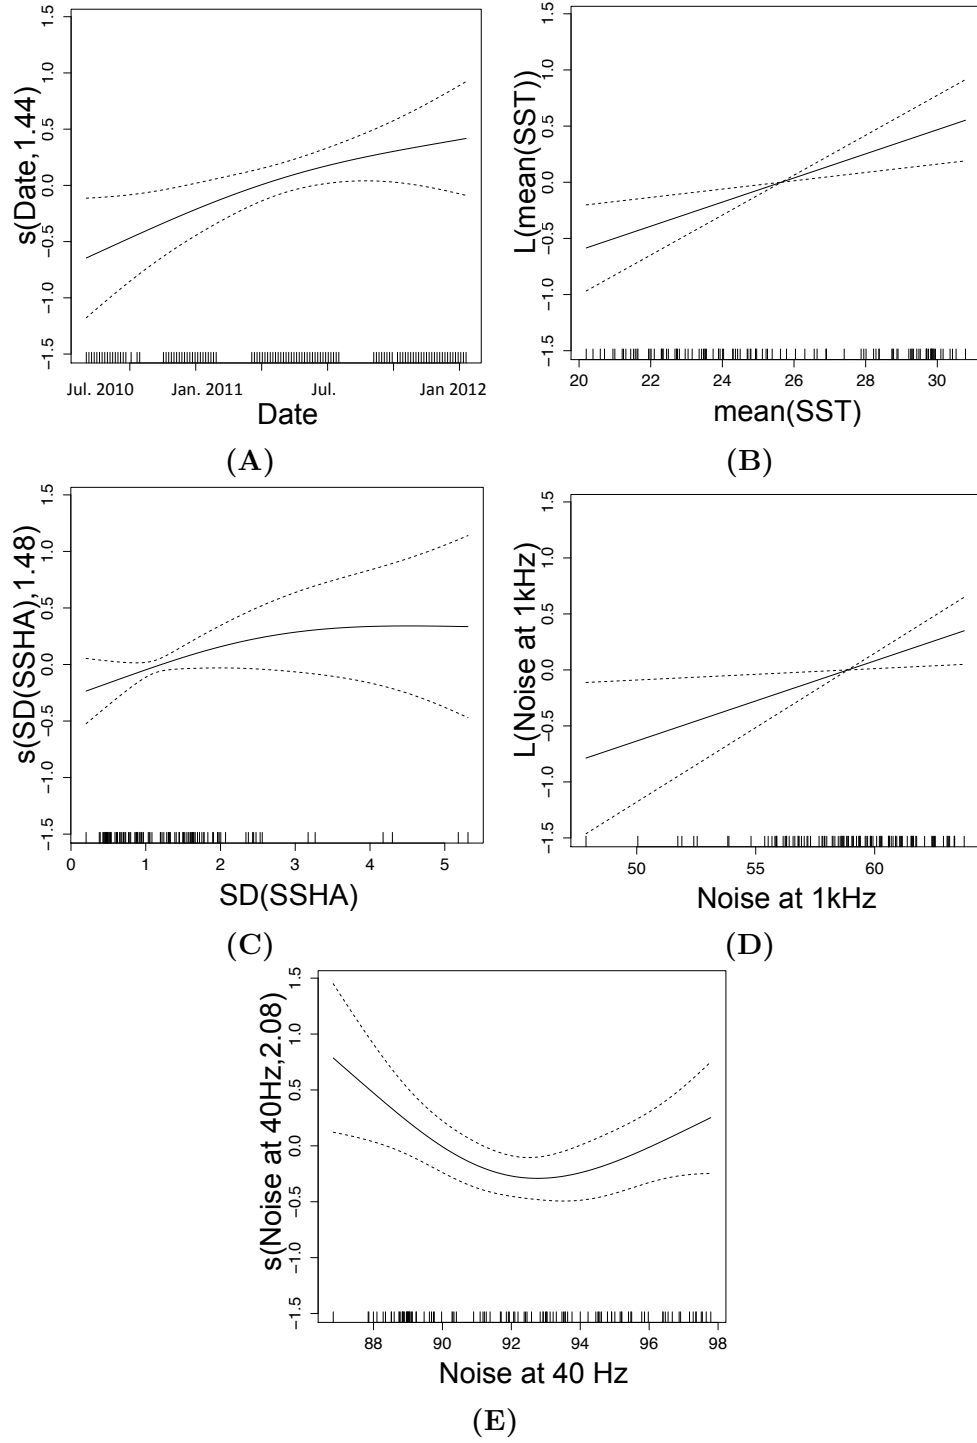 s(Date,1.44)
1.5
1.0
0.5
0.0
−0.5
−1.0
−1.5
Jul. 2010 Jan. 2011 Jul. Jan 2012
Date
(A)
L(mean(SST))
1.5
1.0
0.5
0.0
−0.5
−1.0
−1.5
20 22 24 26 28 30
mean(SST)
(B)
s(SD(SSHA),1.48)
1.5
1.0
0.5
0.0
−0.5
−1.0
−1.5
0 1 2 3 4 5
SD(SSHA)
(C)
L(Noise at 1kHz)
1.5
1.0
0.5
0.0
−0.5
−1.0
−1.5
50 55 60
Noise at 1kHz
(D)
s(Noise at 40Hz,2.08)
1.5
1.0
0.5
0.0
−0.5
−1.0
−1.5
88 90 92 94 96 98
Noise at 40 Hz
(E)